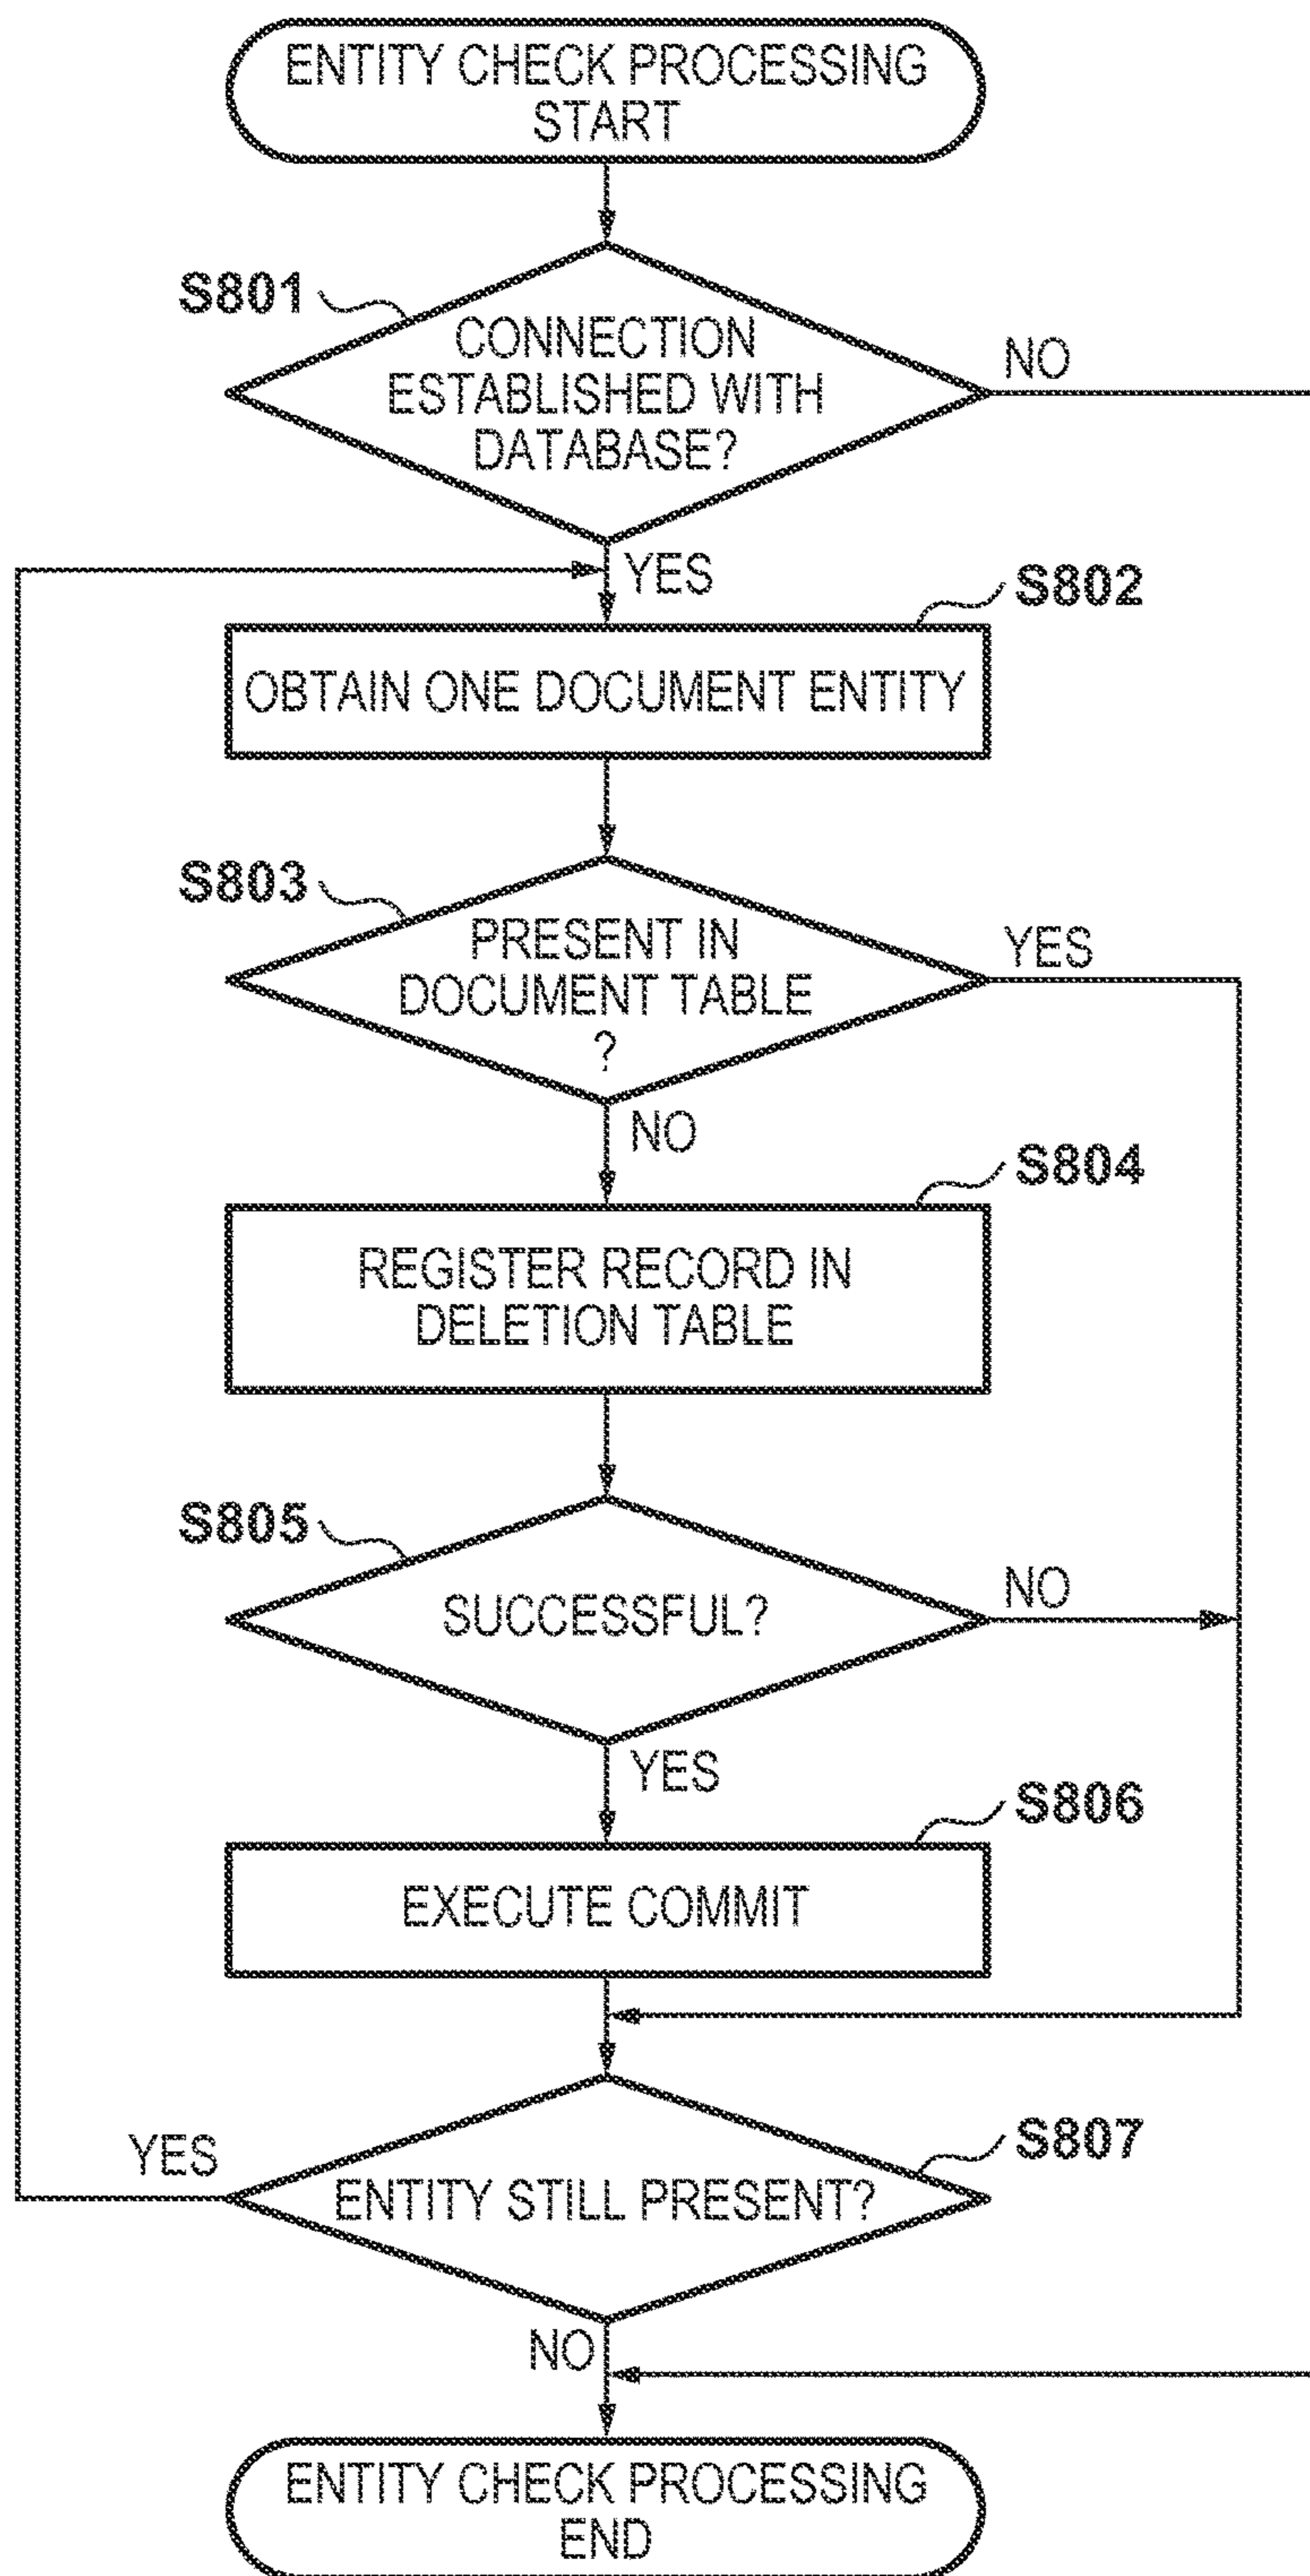 ENTITY CHECK PROCESSING
START
S801
CONNECTION
ESTABLISHED WITH
DATABASE?
NO
YES
S802
OBTAIN ONE DOCUMENT ENTITY
S803
PRESENT IN
DOCUMENT TABLE
?
YES
NO
S804
REGISTER RECORD IN
DELETION TABLE
S805
SUCCESSFUL?
NO
YES
S806
EXECUTE COMMIT
S807
YES
ENTITY STILL PRESENT?
NO
ENTITY CHECK PROCESSING
END